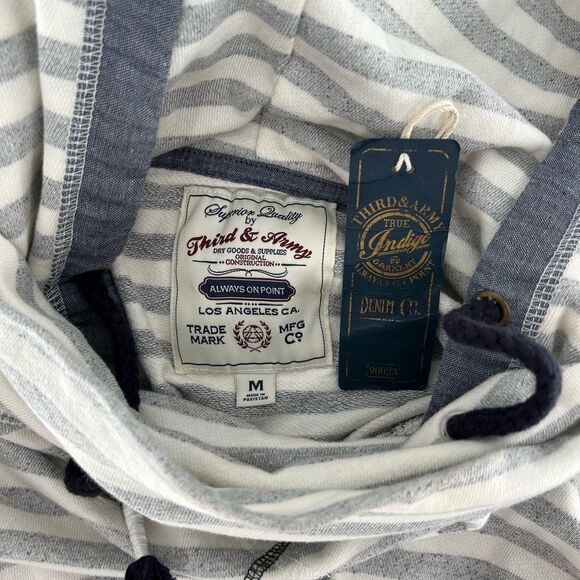 Superior Quality
by
Third & Army
DRY GOODS & SUPPLIES
ORIGINAL
CONSTRUCTION
ALWAYS ON POINT
LOS ANGELES CA.
TRADE MARK
MFG Co
M
MADE IN
PAKISTAN
THIRD & ARMY
TRUE
Indigo
GARMENT
ALWAYS ON POINT
DENIM CO.
90023